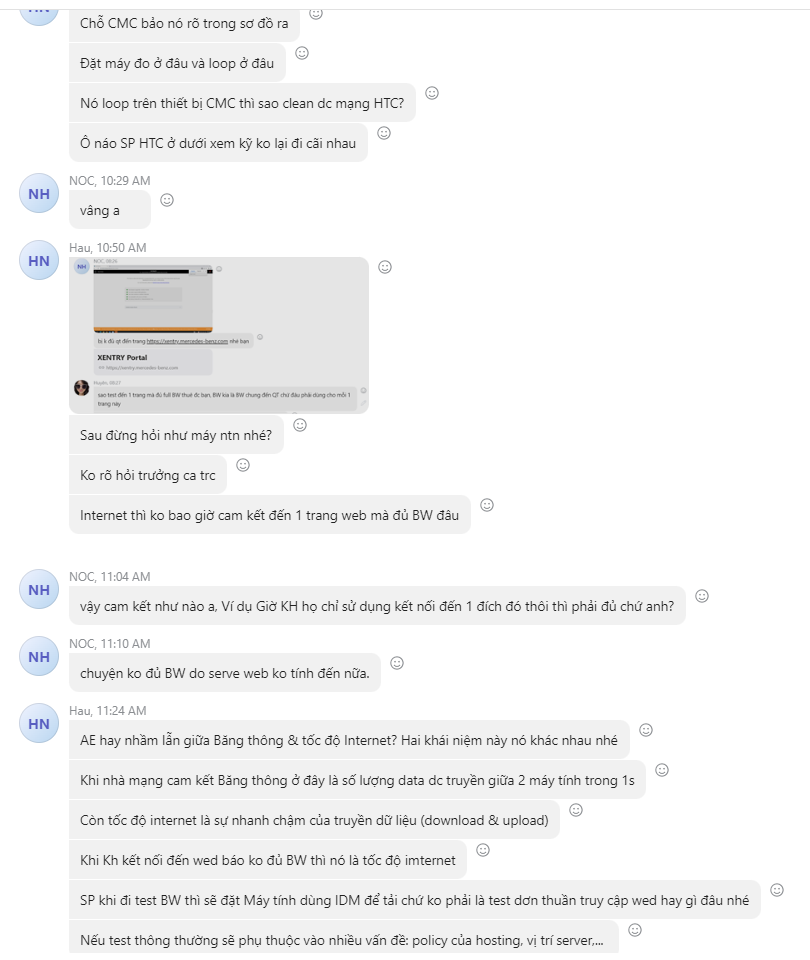 HN
Chỗ CMC bảo nó rõ trong sơ đồ ra
Đặt máy đo ở đâu và loop ở đâu
Nó loop trên thiết bị CMC thì sao clean dc mạng HTC?
Ô náo SP HTC ở dưới xem kỹ ko lại đi cãi nhau
NOC, 10:29 AM
NH
vâng a
Hau, 10:50 AM
HN
NH
NOC, 08:26
bị k đủ qt đến trang https://xentry.mercedes-benz.com nhé bạn
XENTRY Portal
https://xentry.mercedes-benz.com
Huyền, 08:27
sao test đến 1 trang mà đủ full BW thuê đc bạn, BW kia là BW chung đến QT chứ đâu phải dùng cho mỗi 1
trang này
Sau đừng hỏi như máy ntn nhé?
Ko rõ hỏi trưởng ca trc
Internet thì ko bao giờ cam kết đến 1 trang web mà đủ BW đâu
NOC, 11:04 AM
NH
vậy cam kết như nào a, Ví dụ Giờ KH họ chỉ sử dụng kết nối đến 1 đích đó thôi thì phải đủ chứ anh?
NOC, 11:10 AM
NH
chuyện ko đủ BW do serve web ko tính đến nữa.
Hau, 11:24 AM
HN
AE hay nhầm lẫn giữa Băng thông & tốc độ Internet? Hai khái niệm này nó khác nhau nhé
Khi nhà mạng cam kết Băng thông ở đây là số lượng data dc truyền giữa 2 máy tính trong 1s
Còn tốc độ internet là sự nhanh chậm của truyền dữ liệu (download & upload)
Khi Kh kết nối đến wed báo ko đủ BW thì nó là tốc độ imternet
SP khi đi test BW thì sẽ đặt Máy tính dùng IDM để tải chứ ko phải là test dơn thuần truy cập wed hay gì đâu nhé
Nếu test thông thường sẽ phụ thuộc vào nhiều vấn đề: policy của hosting, vị trí server,...